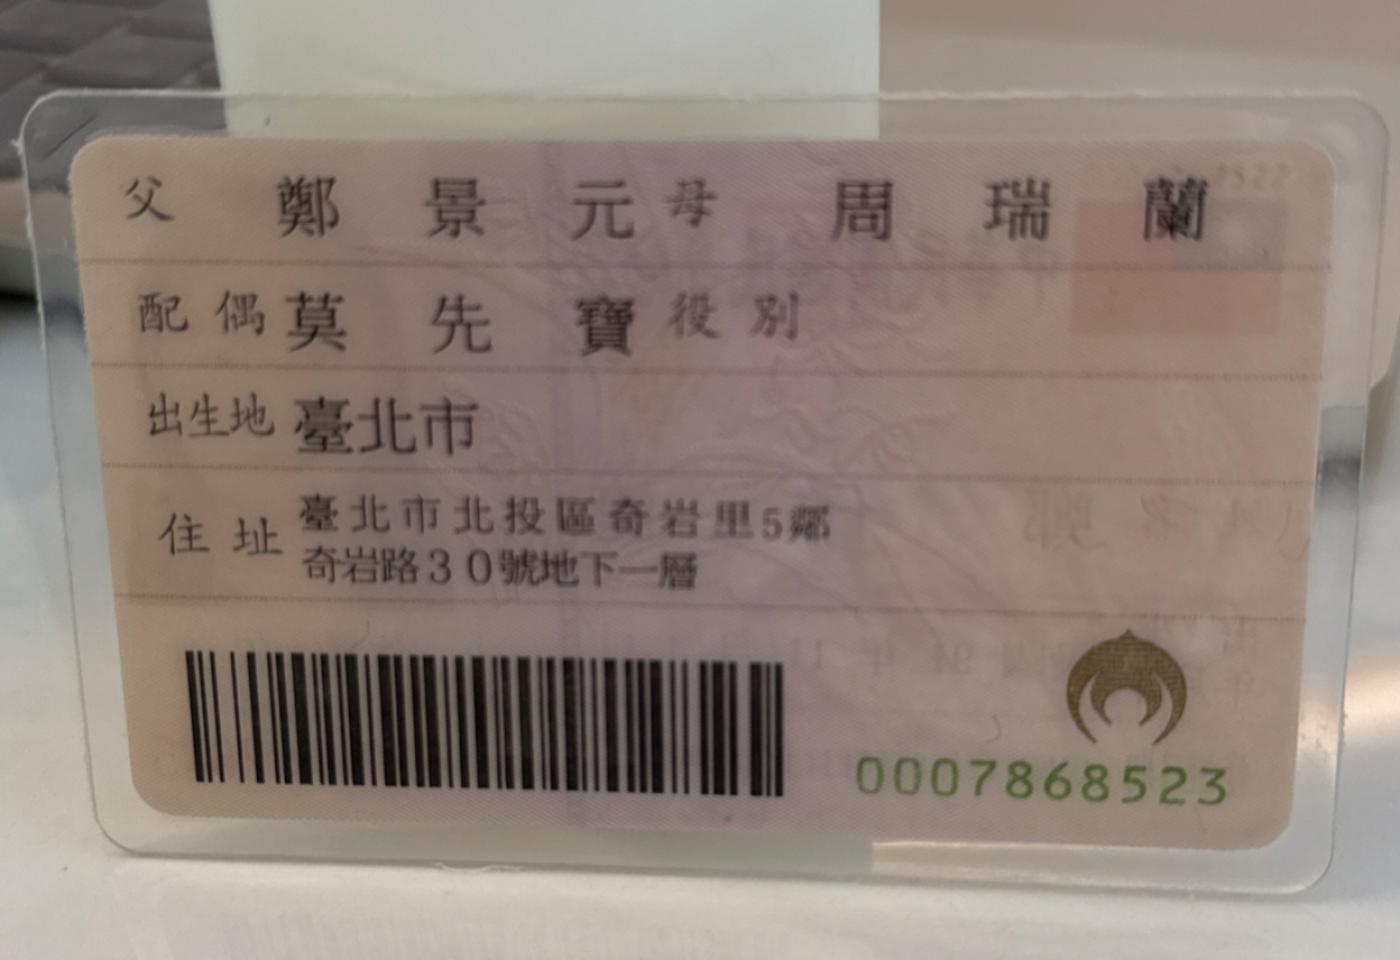 父 鄭景元 母 周瑞蘭
配偶 莫先寶 役別
出生地 臺北市
住址 臺北市北投區奇岩里5鄰
奇岩路30號地下一層
0007868523